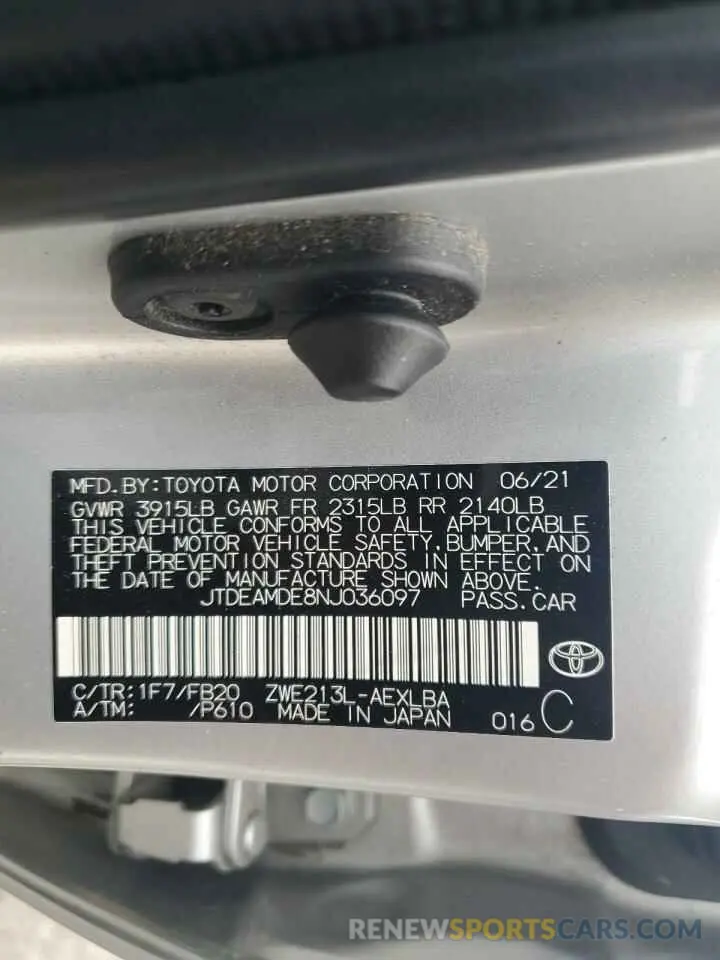 MFD.BY:TOYOTA MOTOR CORPORATION 06/21
GVWR 3915LB GAWR FR 2315LB RR 2140LB
THIS VEHICLE CONFORMS TO ALL APPLICABLE
FEDERAL MOTOR VEHICLE SAFETY,BUMPER,AND
THEFT PREVENTION STANDARDS IN EFFECT ON
THE DATE OF MANUFACTURE SHOWN ABOVE.
JTDEAMDE8NJ036097 PASS.CAR
C/TR:1F7/FB20 ZWE213L-AEXLBA
A/TM: /P610 MADE IN JAPAN 016 C
RENEWSPORTSCARS.COM